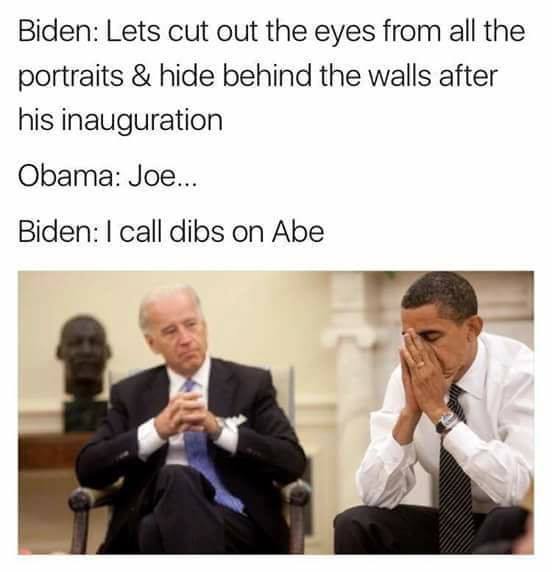 Biden: Lets cut out the eyes from all the
portraits & hide behind the walls after
his inauguration
Obama: Joe...
Biden: I call dibs on Abe